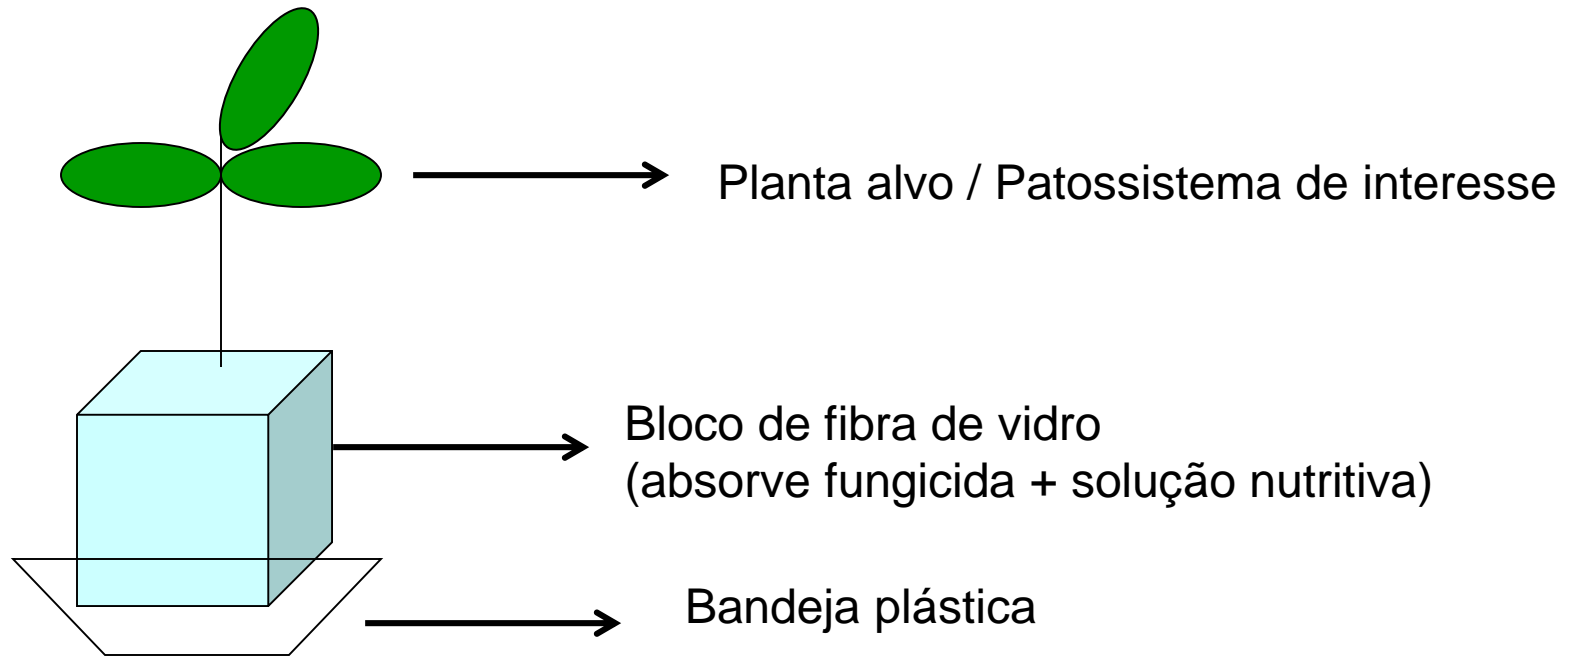 Planta alvo / Patossistema de interesse
Bloco de fibra de vidro
(absorve fungicida + solução nutritiva)
Bandeja plástica